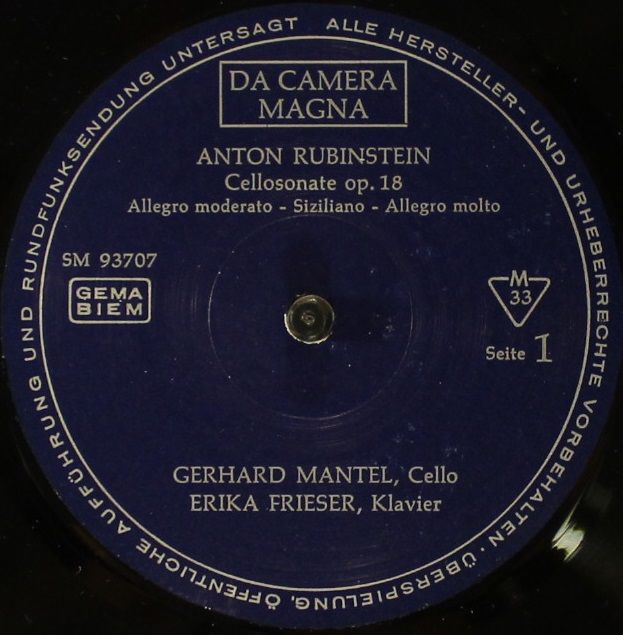 ALLE HERSTELLER- UND URHEBERRECHTE VORBEHALTEN · ÜBERSPIELUNG, ÖFFENTLICHE AUFFÜHRUNG UND RUNDFUNKSENDUNG UNTERSAGT
DA CAMERA
MAGNA
ANTON RUBINSTEIN
Cellosonate op. 18
Allegro moderato - Siziliano - Allegro molto
SM 93707
GEMA
BIEM
M
33
Seite 1
GERHARD MANTEL, Cello
ERIKA FRIESER, Klavier